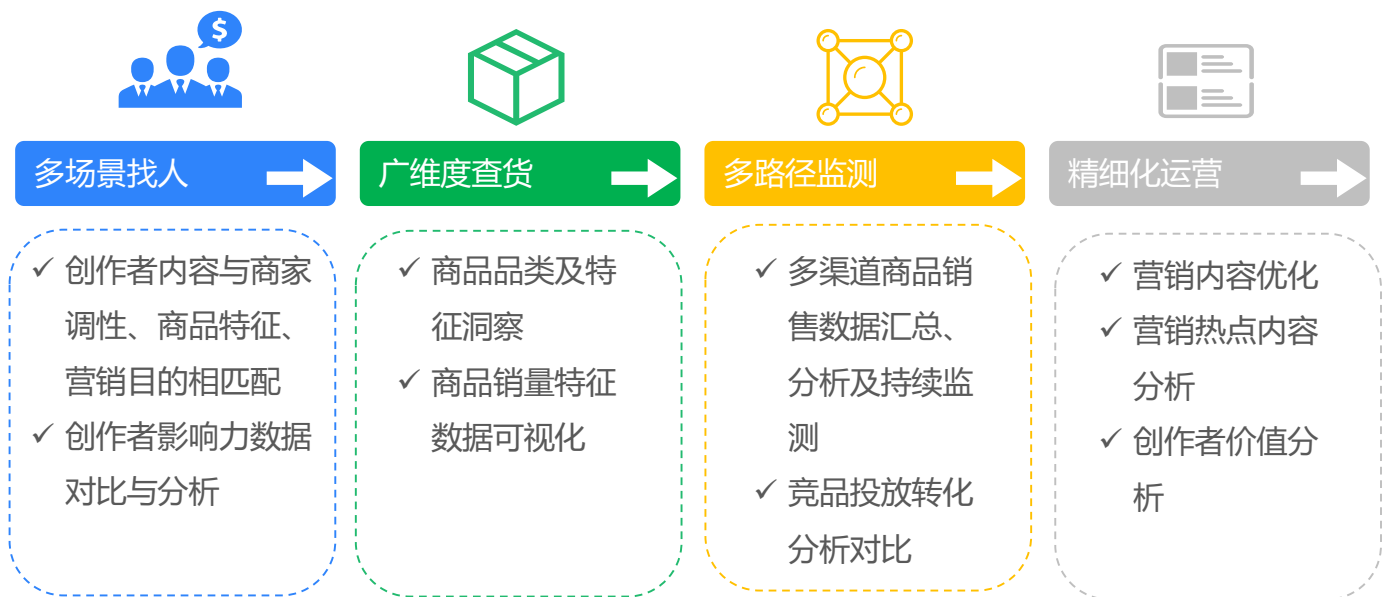 $
多场景找人
创作者内容与商家
调性、商品特征、
营销目的相匹配
创作者影响力数据
对比与分析
广维度查货
商品品类及特
征洞察
商品销量特征
数据可视化
多路径监测
多渠道商品销
售数据汇总、
分析及持续监
测
竞品投放转化
分析对比
精细化运营
营销内容优化
营销热点内容
分析
创作者价值分
析